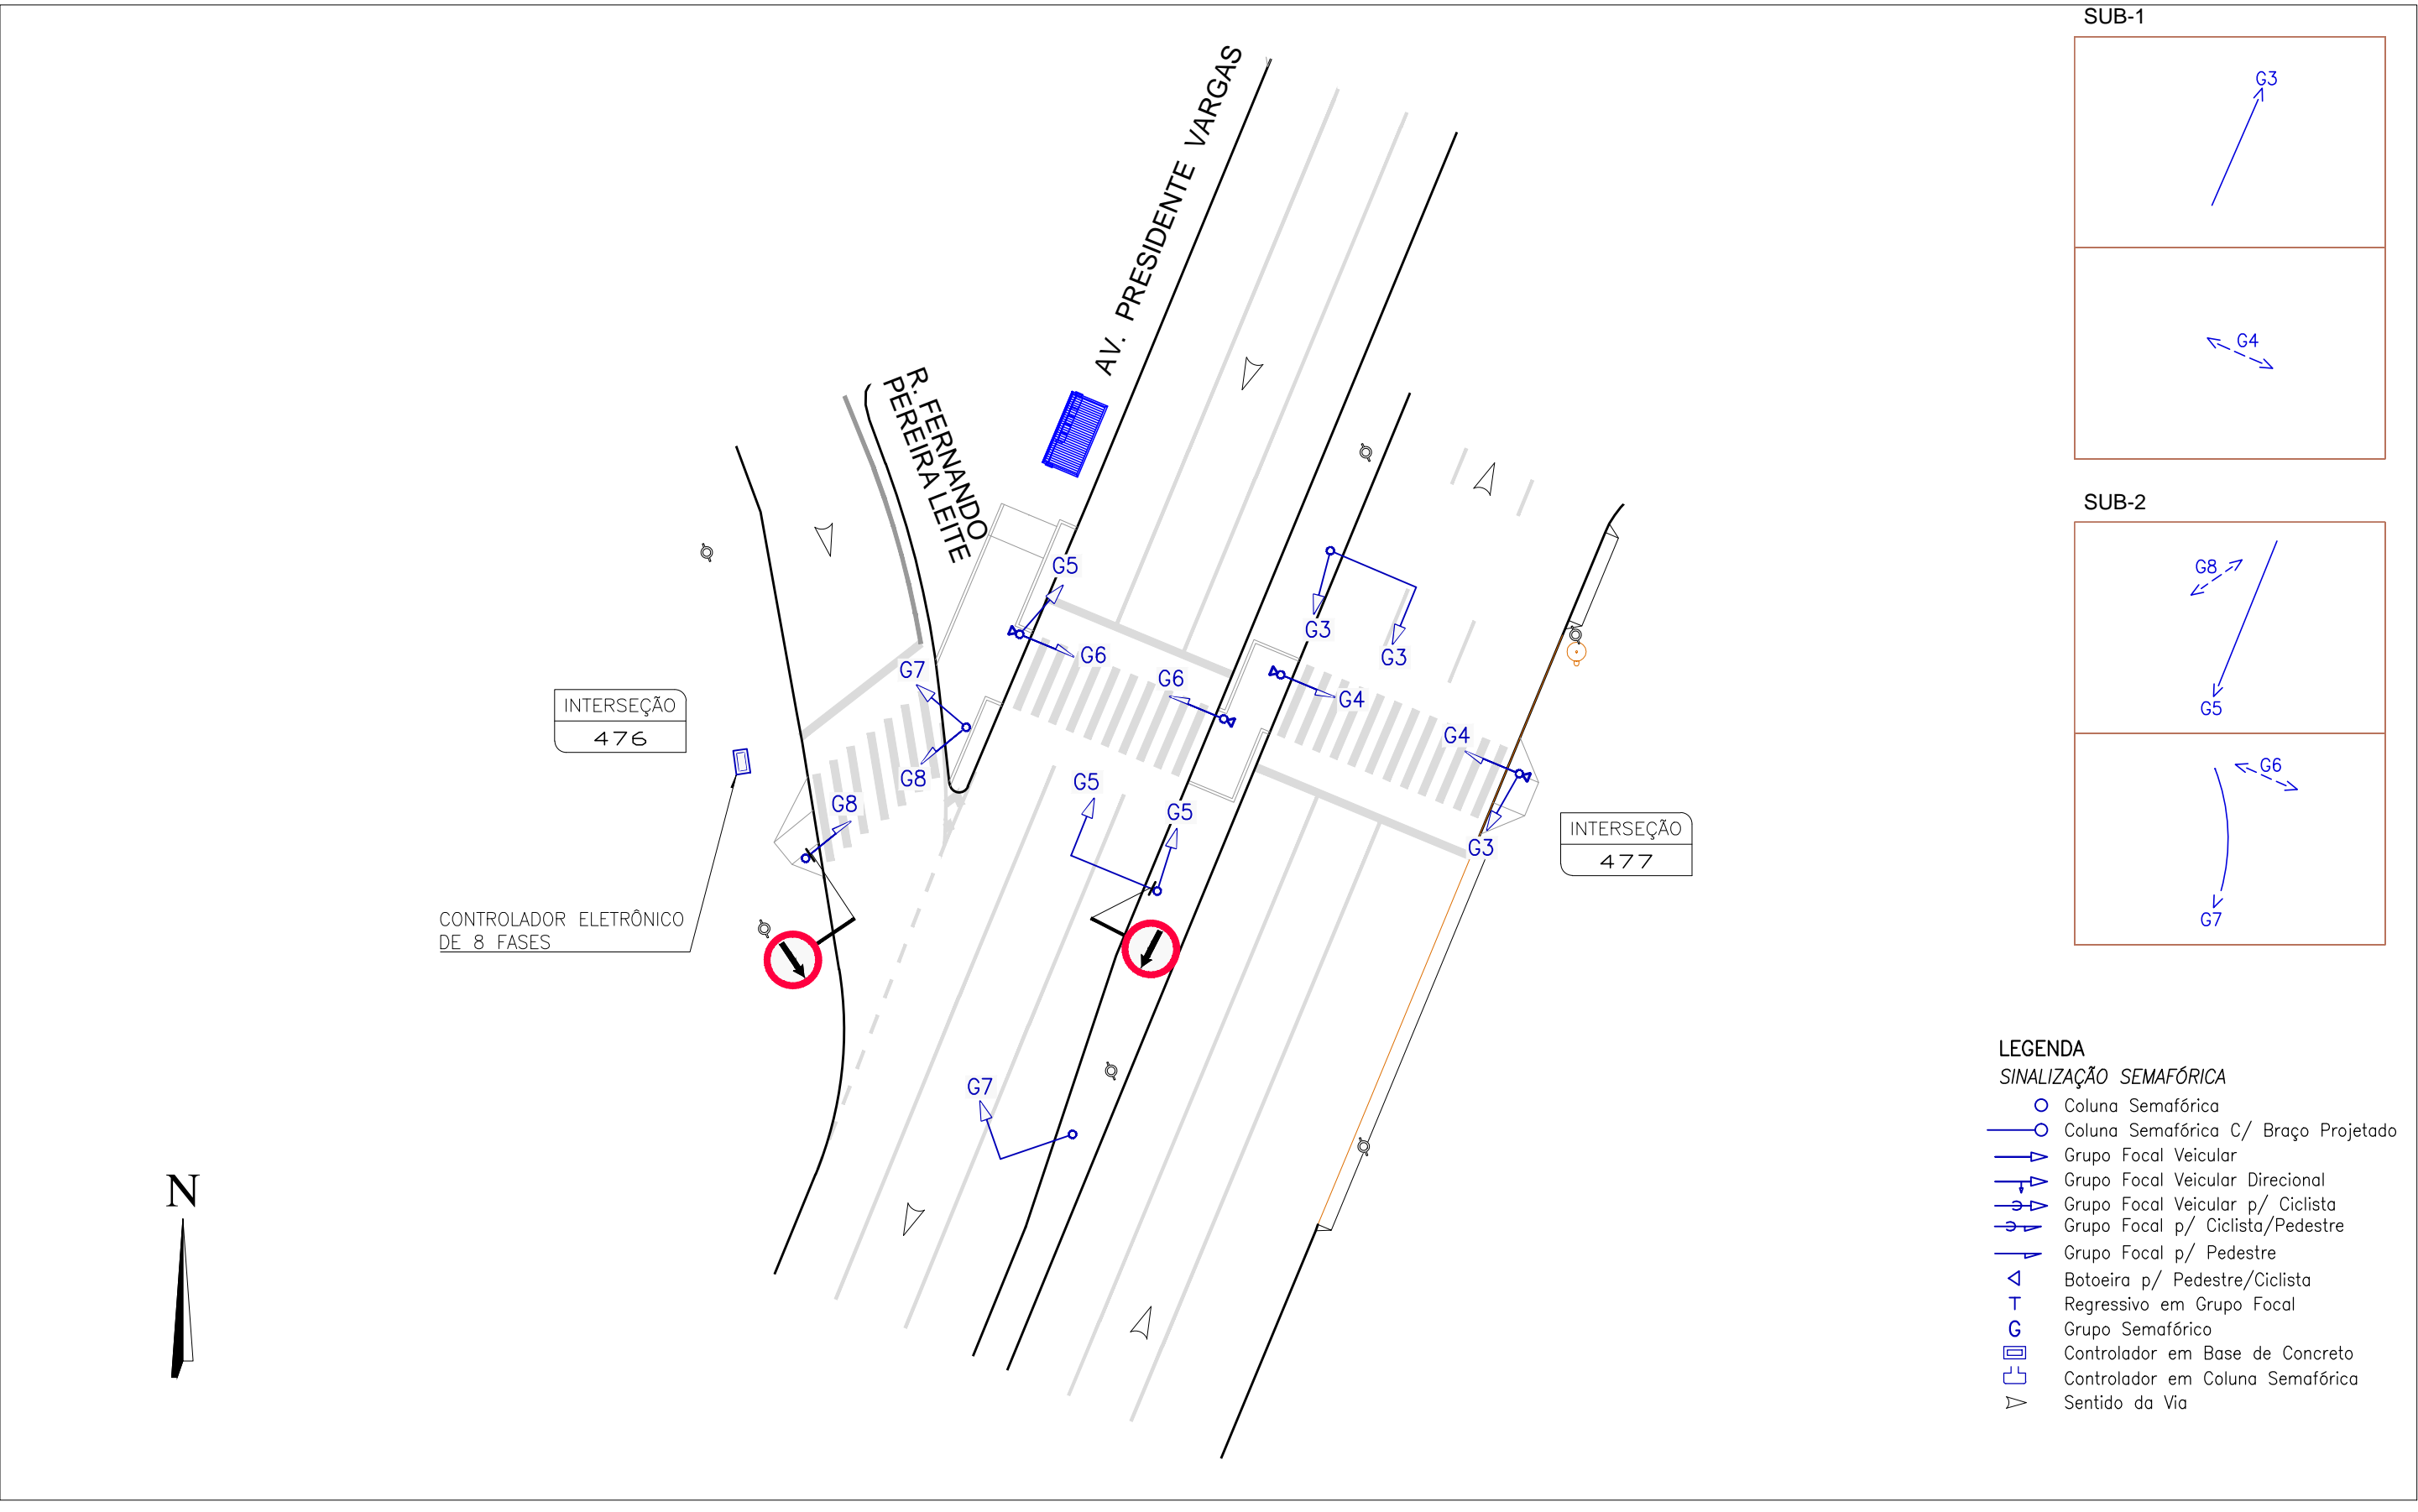 SUB-1
G3
G4
SUB-2
G8
G5
G6
G7
AV. PRESIDENTE VARGAS
R. FERNANDO
PEREIRA LEITE
G5
G6
G7
G6
G8
G8
G5
G5
G7
G3
G3
G4
G4
G3
INTERSEÇÃO
476
INTERSEÇÃO
477
CONTROLADOR ELETRÔNICO
DE 8 FASES
N
LEGENDA
SINALIZAÇÃO SEMAFÓRICA
Coluna Semafórica
Coluna Semafórica C/ Braço Projetado
Grupo Focal Veicular
Grupo Focal Veicular Direcional
Grupo Focal Veicular p/ Ciclista
Grupo Focal p/ Ciclista/Pedestre
Grupo Focal p/ Pedestre
Botoeira p/ Pedestre/Ciclista
T Regressivo em Grupo Focal
G Grupo Semafórico
Controlador em Base de Concreto
Controlador em Coluna Semafórica
Sentido da Via